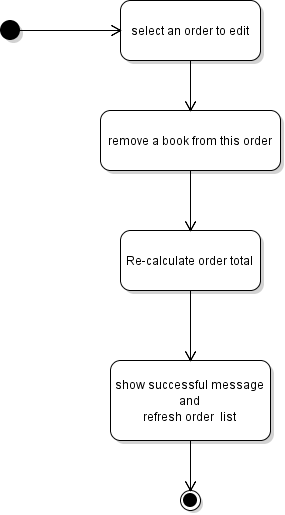 select an order to edit
remove a book from this order
Re-calculate order total
show successful message
and
refresh order list